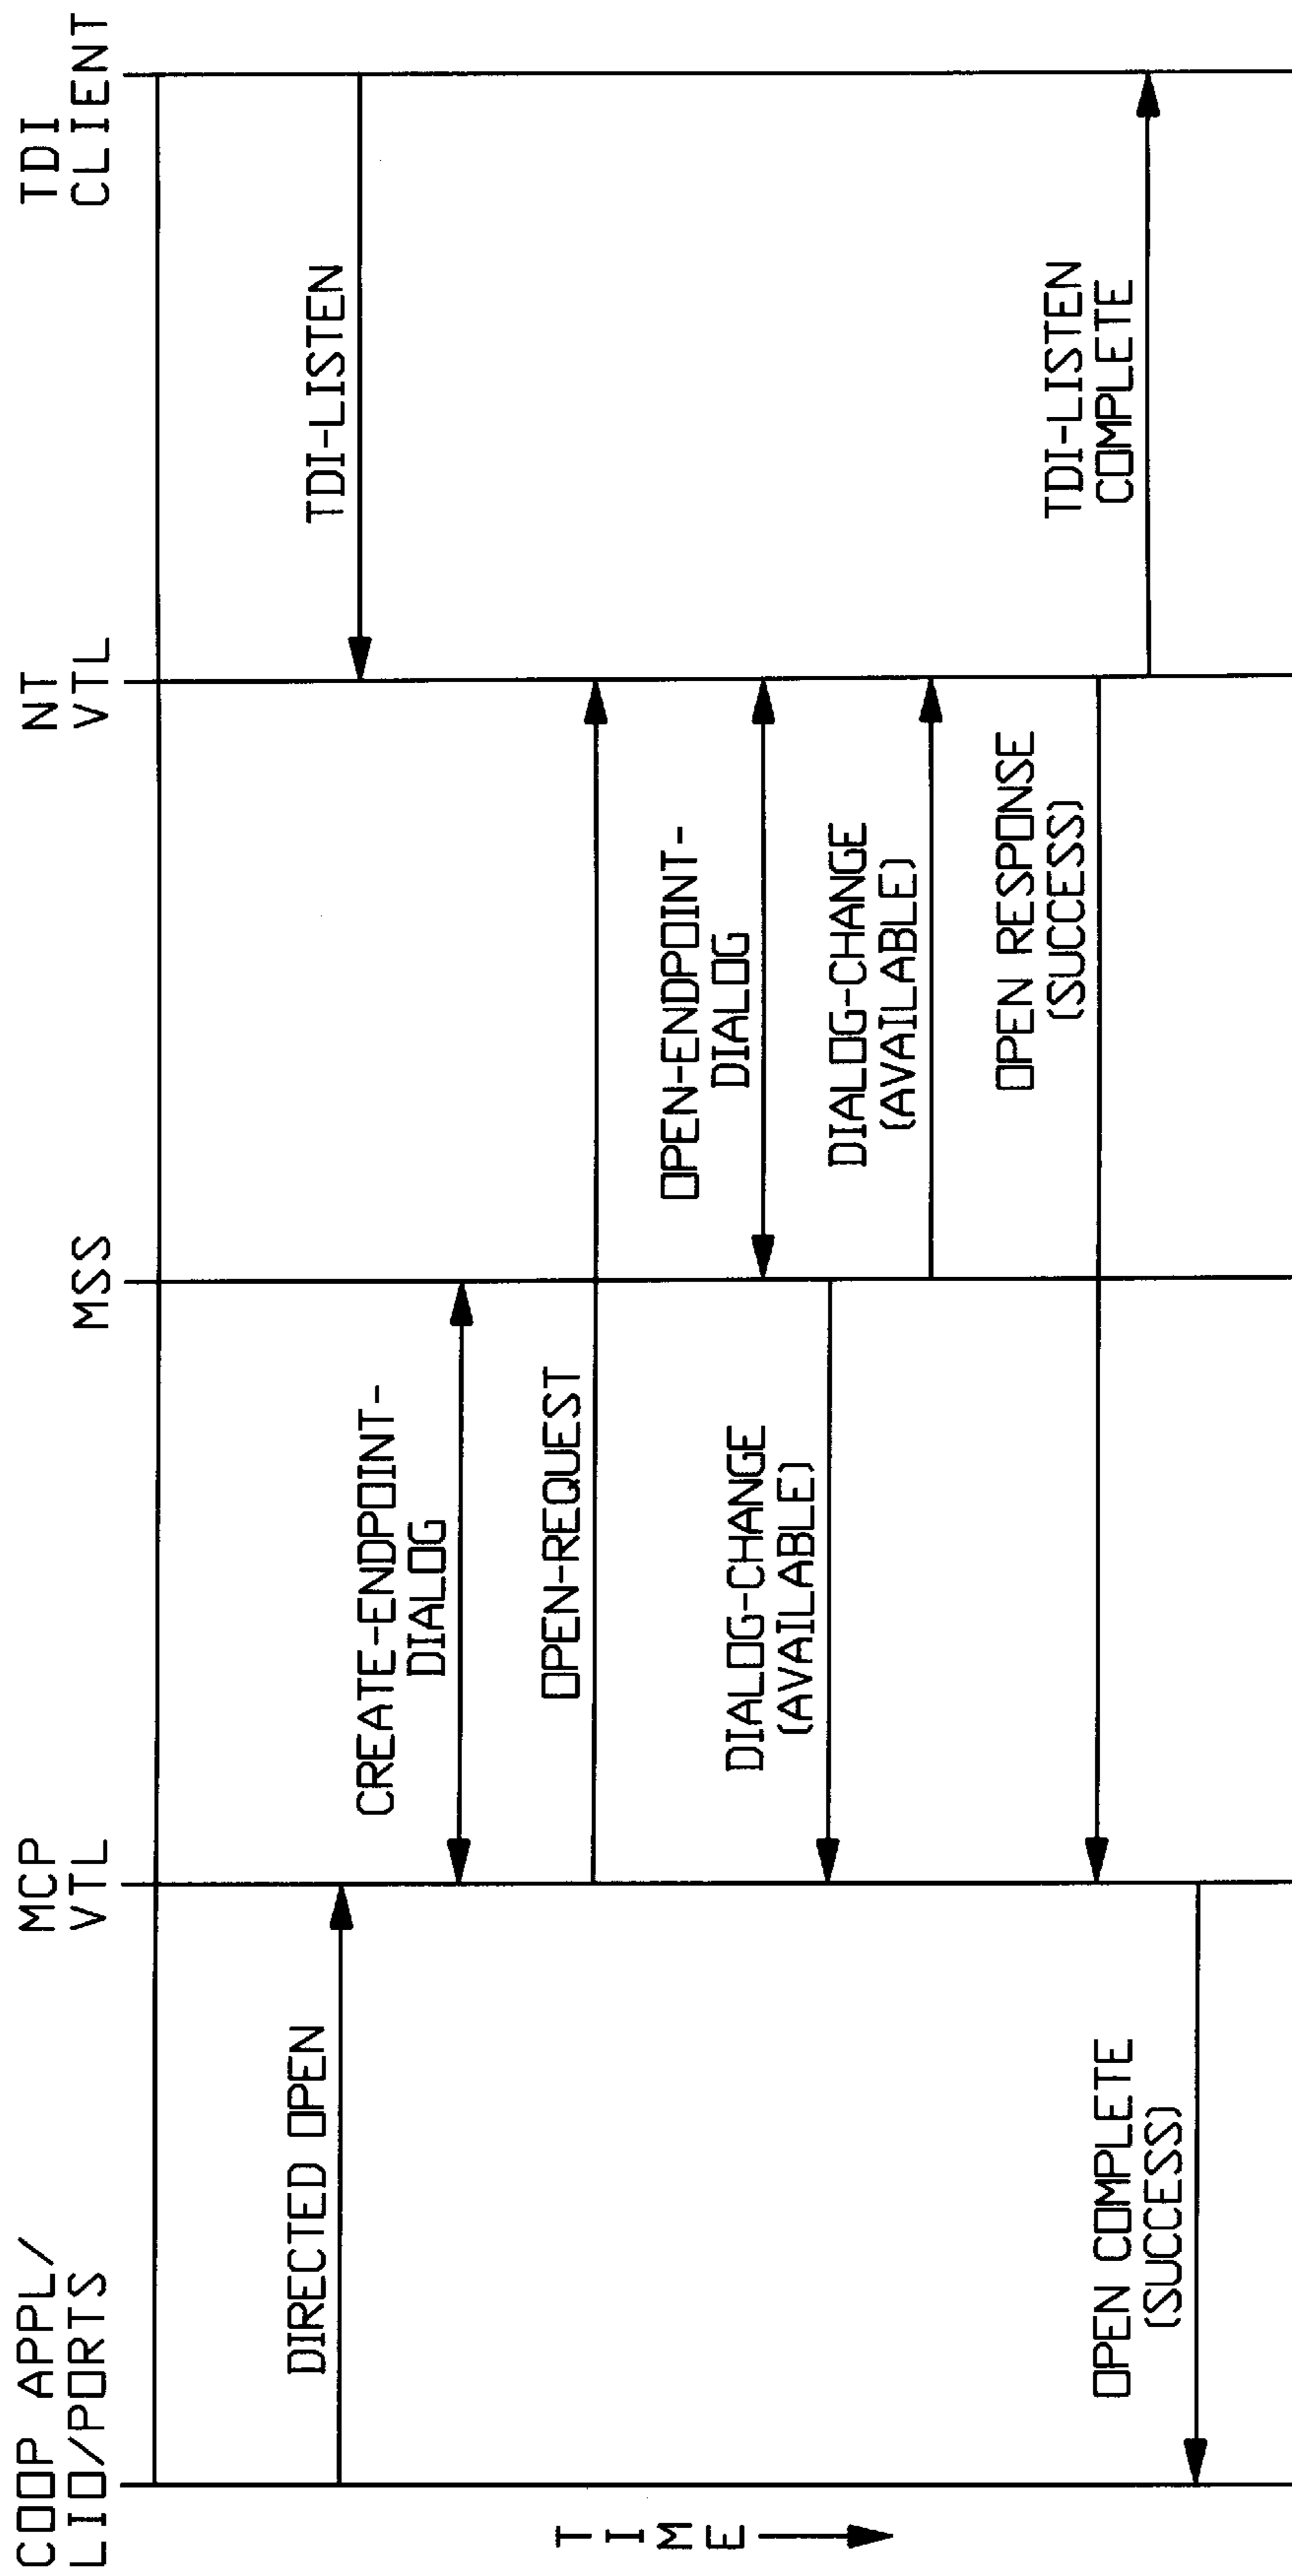 COOP APPL/
LIO/PORTS
MCP
VTL
MSS
NT
VTL
TDI
CLIENT
DIRECTED OPEN
TDI-LISTEN
CREATE-ENDPOINT-
DIALOG
OPEN-REQUEST
OPEN-ENDPOINT-
DIALOG
DIALOG-CHANGE
(AVAILABLE)
DIALOG-CHANGE
(AVAILABLE)
OPEN RESPONSE
(SUCCESS)
TDI-LISTEN
COMPLETE
OPEN COMPLETE
(SUCCESS)
TIME